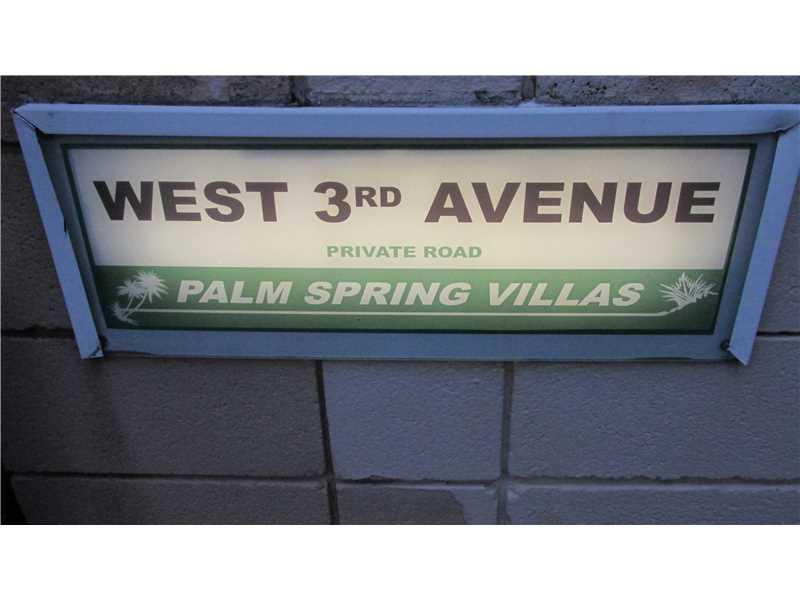 WEST 3RD AVENUE
PRIVATE ROAD
PALM SPRING VILLAS